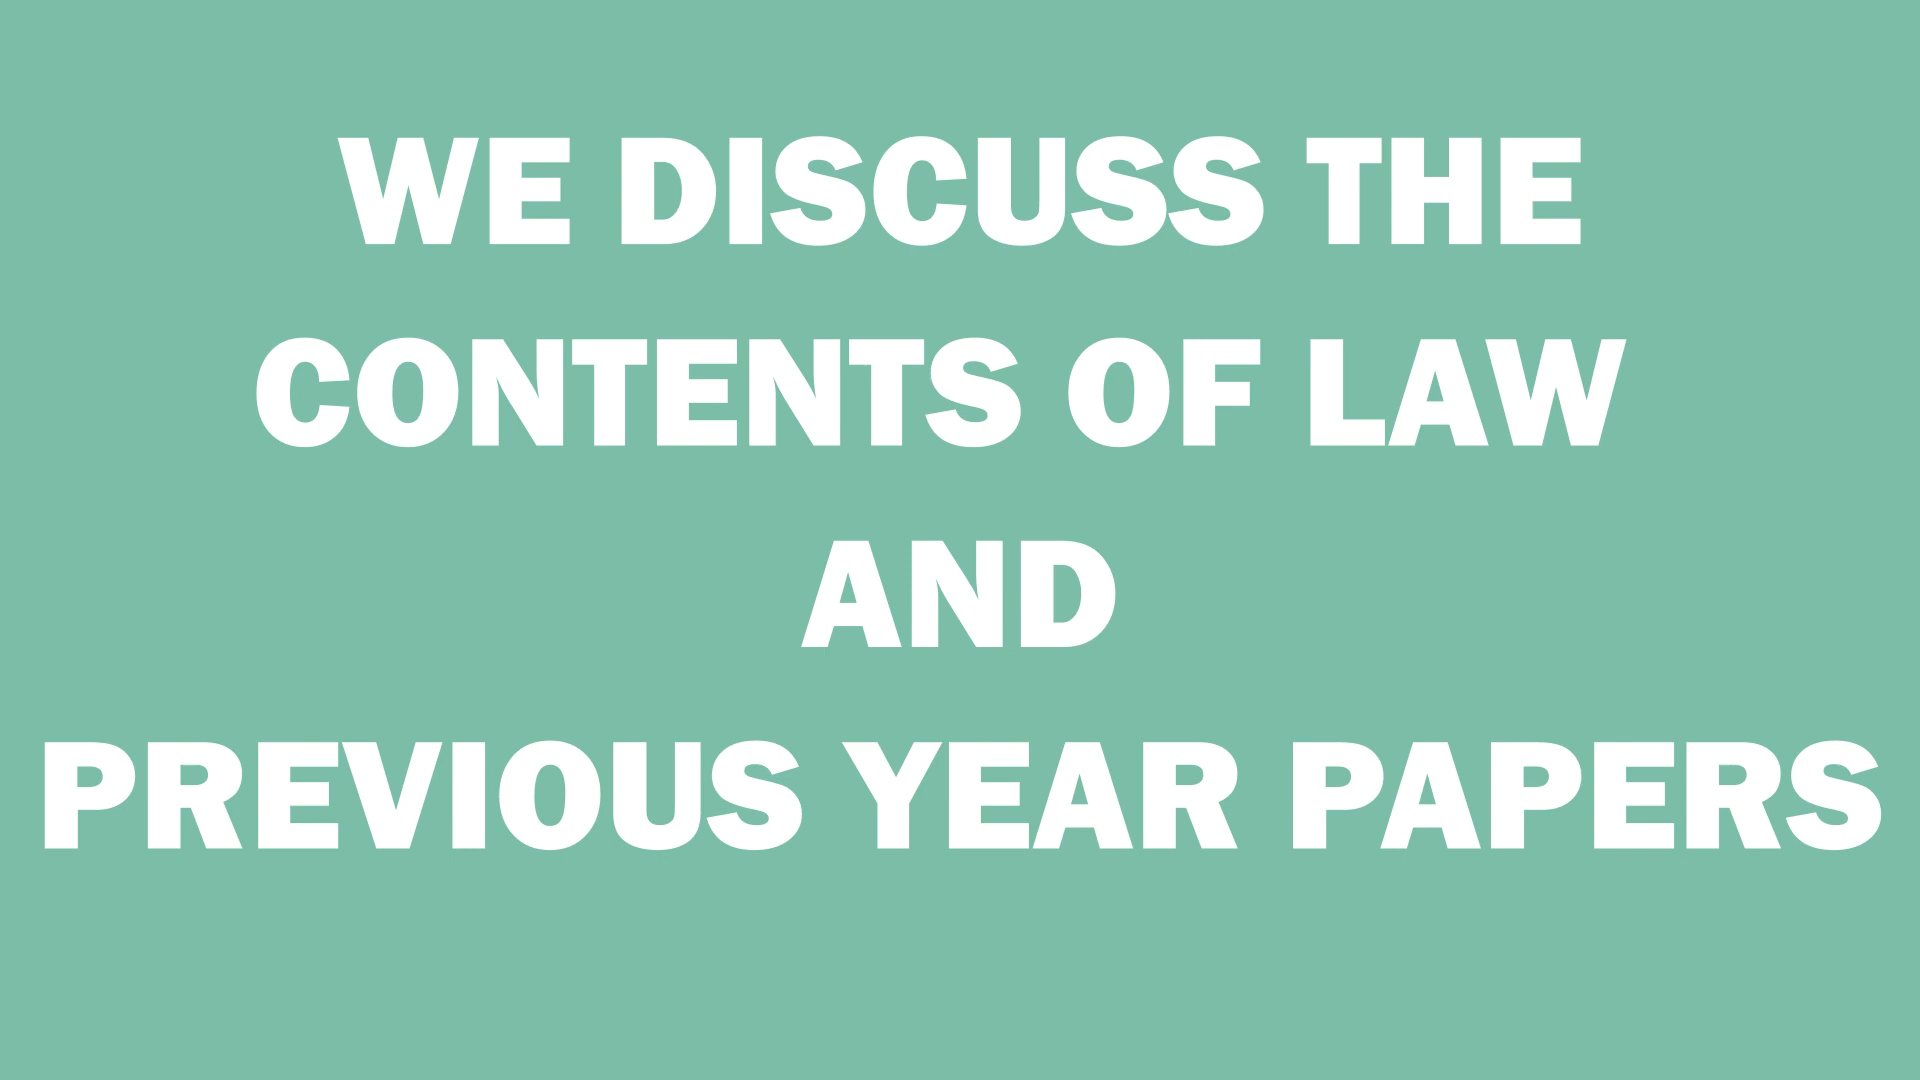 WE DISCUSS THE
CONTENTS OF LAW
AND
PREVIOUS YEAR PAPERS